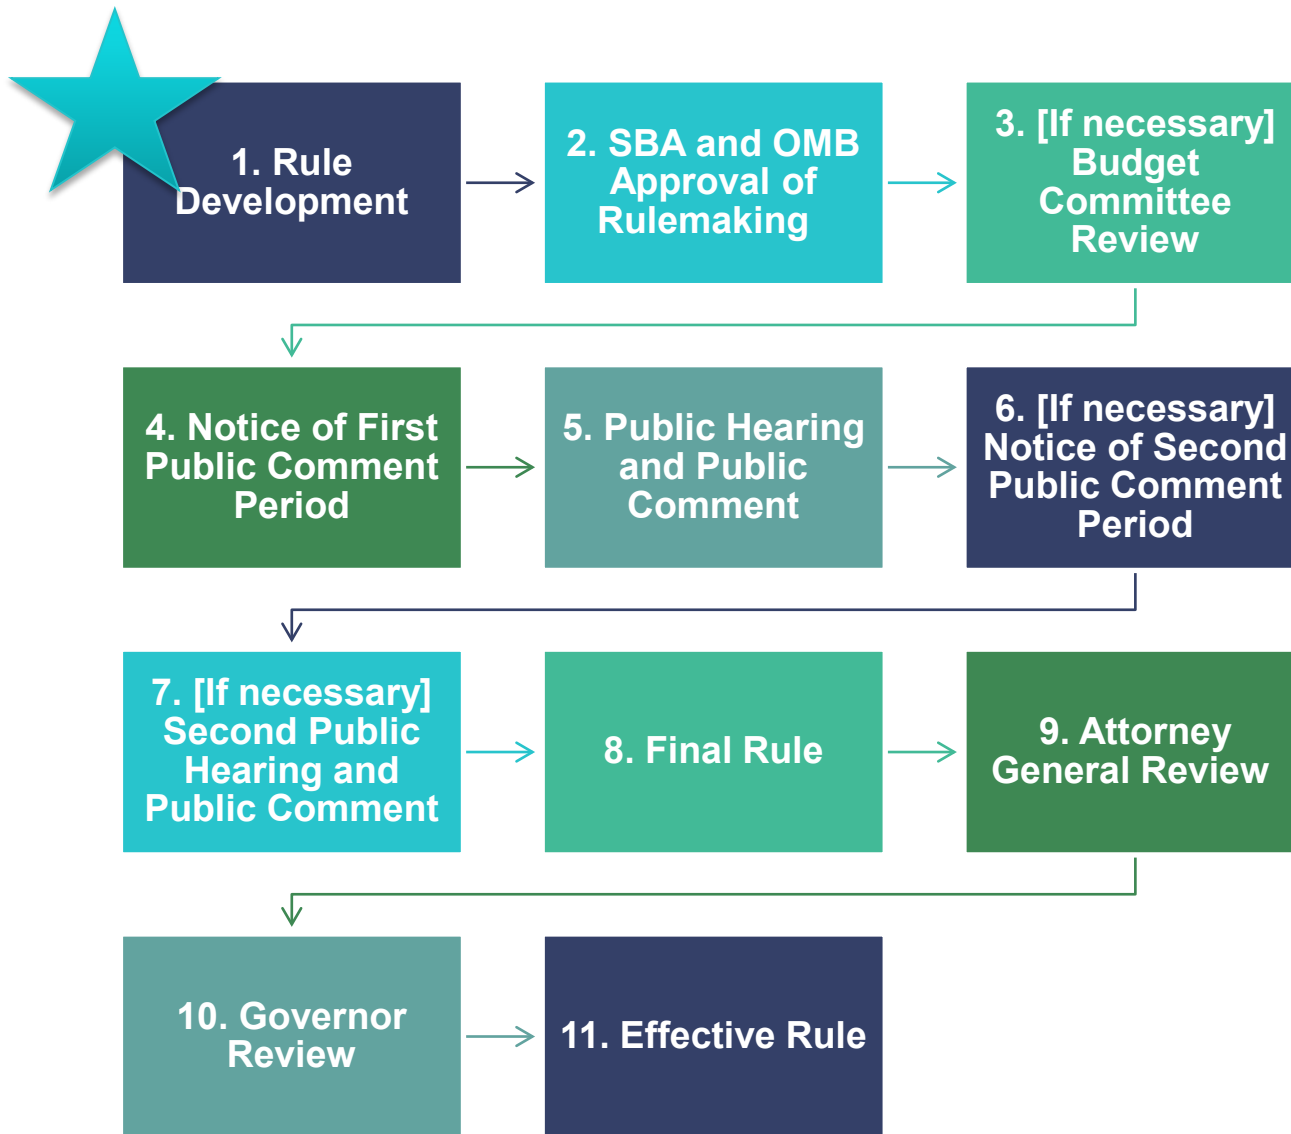 1. Rule
Development
2. SBA and OMB
Approval of
Rulemaking
3. [If necessary]
Budget
Committee
Review
4. Notice of First
Public Comment
Period
5. Public Hearing
and Public
Comment
6. [If necessary]
Notice of Second
Public Comment
Period
7. [If necessary]
Second Public
Hearing and
Public Comment
8. Final Rule
9. Attorney
General Review
10. Governor
Review
11. Effective Rule